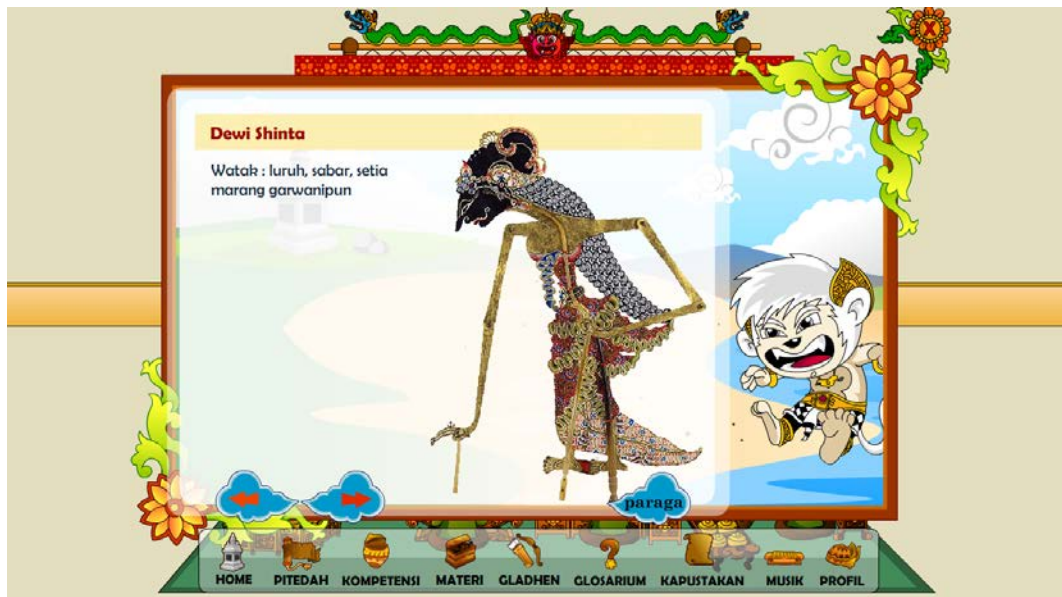 X
Dewi Shinta
Watak : luruh, sabar, setia
marang garwanipun
paraga
HOME PITEDAH KOMPETENSI MATERI GLADHEN GLOSARIUM KAPUSTAKAN MUSIK PROFIL